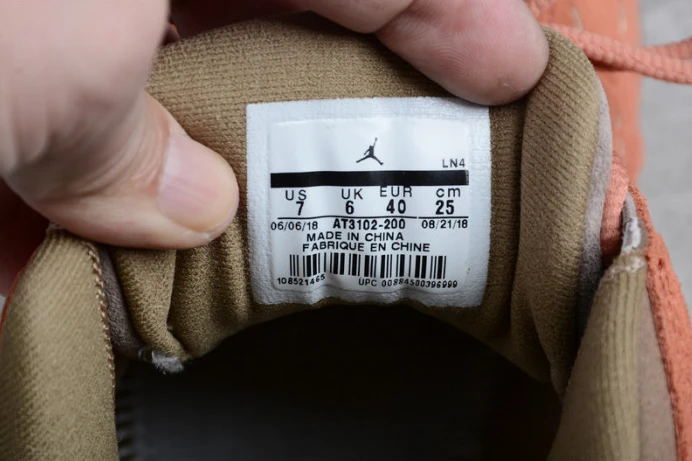 LN4
US UK EUR cm
7 6 40 25
06/06/18 AT3102-200 08/21/18
MADE IN CHINA
FABRIQUE EN CHINE
108521465 UPC 00884500396999